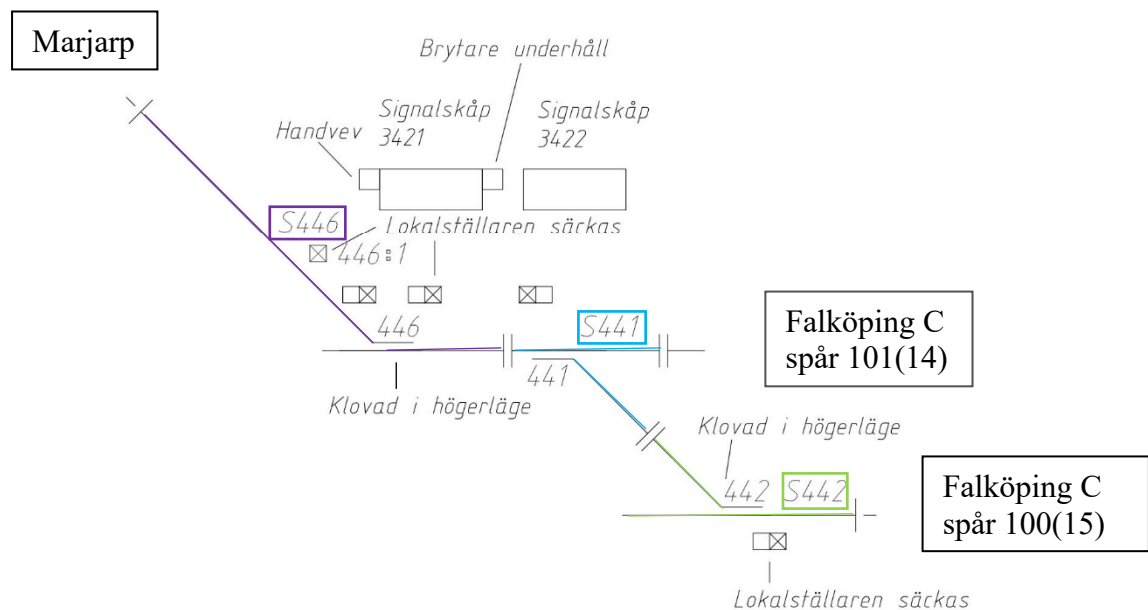 Marjarp
Brytare underhåll
Signalskåp
3421
Signalskåp
3422
Handvev
S446
Lokalställaren säckas
446:1
446
S441
441
Klovad i högerläge
Falköping C
spår 101(14)
Klovad i högerläge
442
S442
Falköping C
spår 100(15)
Lokalställaren säckas